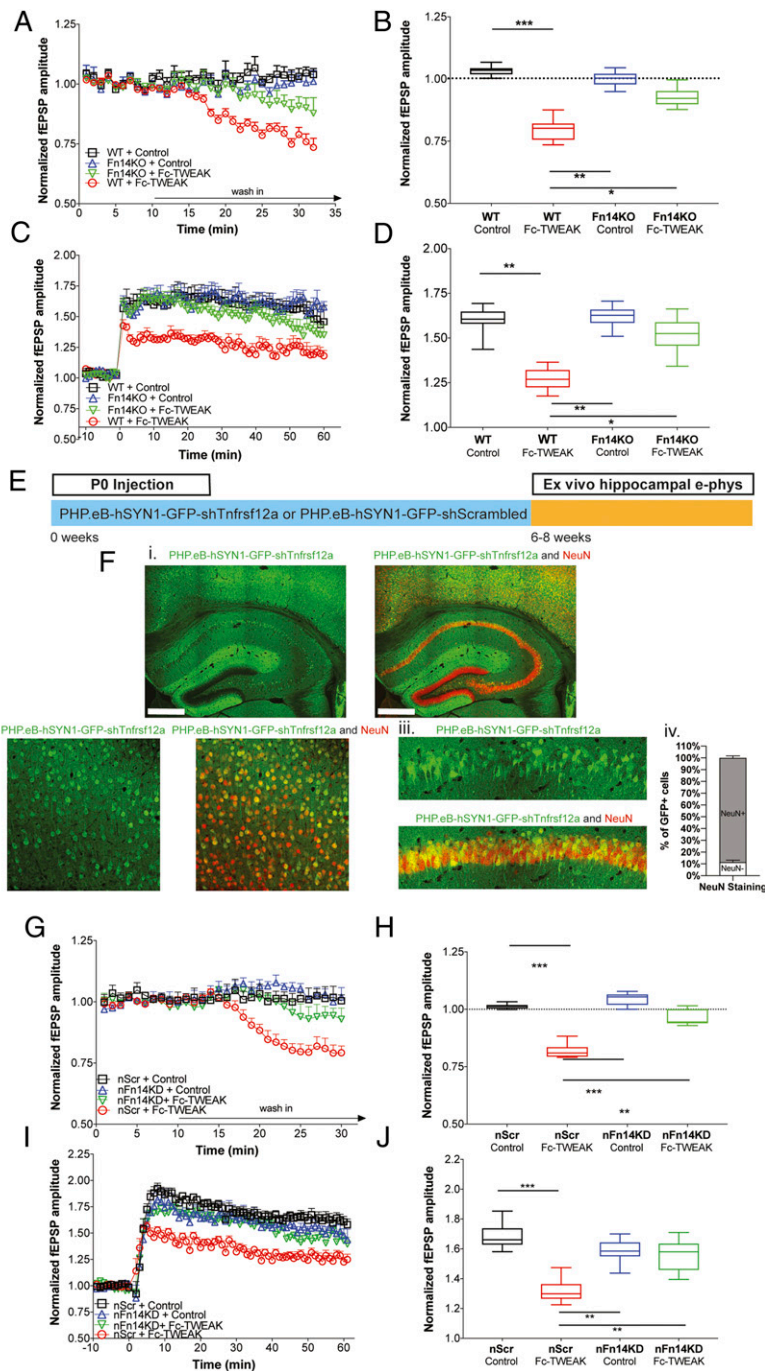 A
Normalized fEPSP amplitude
1.25
1.00
0.75
0.50
WT + Control
Fn14KO + Control
Fn14KO + Fc-TWEAK
WT + Fc-TWEAK
wash in
0 5 10 15 20 25 30 35
Time (min)
B
Normalized fEPSP amplitude
1.25
1.00
0.75
0.50
***
**
*
WT WT Fn14KO Fn14KO
Control Fc-TWEAK Control Fc-TWEAK
C
Normalized fEPSP amplitude
2.00
1.75
1.50
1.25
1.00
0.75
0.50
WT + Control
Fn14KO + Control
Fn14KO + Fc-TWEAK
WT + Fc-TWEAK
-10 0 10 20 30 40 50 60
Time (min)
D
Normalized fEPSP amplitude
2.00
1.75
1.50
1.25
1.00
**
**
*
WT WT Fn14KO Fn14KO
Control Fc-TWEAK Control Fc-TWEAK
E
P0 Injection
Ex vivo hippocampal e-phys
PHP.eB-hSYN1-GFP-shTnfrsf12a or PHP.eB-hSYN1-GFP-shScrambled
0 weeks
6-8 weeks
F
i.
PHP.eB-hSYN1-GFP-shTnfrsf12a
PHP.eB-hSYN1-GFP-shTnfrsf12a and NeuN
PHP.eB-hSYN1-GFP-shTnfrsf12a
PHP.eB-hSYN1-GFP-shTnfrsf12a and NeuN
iii.
PHP.eB-hSYN1-GFP-shTnfrsf12a
PHP.eB-hSYN1-GFP-shTnfrsf12a and NeuN
iv.
% of GFP+ cells
110%
100%
90%
80%
70%
60%
50%
40%
30%
20%
10%
0%
NeuN+
NeuN-
NeuN Staining
G
Normalized fEPSP amplitude
1.25
1.00
0.75
0.50
nScr + Control
nFn14KD + Control
nFn14KD+ Fc-TWEAK
nScr + Fc-TWEAK
wash in
0 5 10 15 20 25 30
Time (min)
H
Normalized fEPSP amplitude
1.25
1.00
0.75
0.50
***
***
**
nScr nScr nFn14KD nFn14KD
Control Fc-TWEAK Control Fc-TWEAK
I
Normalized fEPSP amplitude
2.25
2.00
1.75
1.50
1.25
1.00
0.75
0.50
nScr + Control
nFn14KD + Control
nFn14KD+ Fc-TWEAK
nScr + Fc-TWEAK
-10 0 10 20 30 40 50 60
Time (min)
J
Normalized fEPSP amplitude
2.0
1.8
1.6
1.4
1.2
1.0
***
**
**
nScr nScr nFn14KD nFn14KD
Control Fc-TWEAK Control Fc-TWEAK